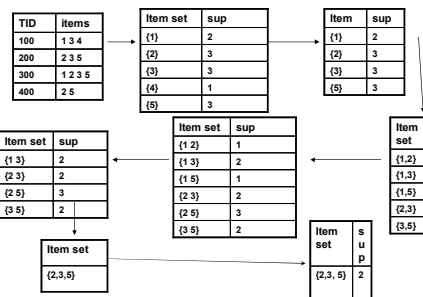 TID items
100 1 3 4
200 2 3 5
300 1 2 3 5
400 2 5
Item set sup
{1} 2
{2} 3
{3} 3
{4} 1
{5} 3
Item sup
{1} 2
{2} 3
{3} 3
{5} 3
Item
set
{1,2}
{1,3}
{1,5}
{2,3}
{3,5}
Item set sup
{1 2} 1
{1 3} 2
{1 5} 1
{2 3} 2
{2 5} 3
{3 5} 2
Item set sup
{1 3} 2
{2 3} 2
{2 5} 3
{3 5} 2
Item set
{2,3,5}
Item s
set u
p
{2,3, 5} 2